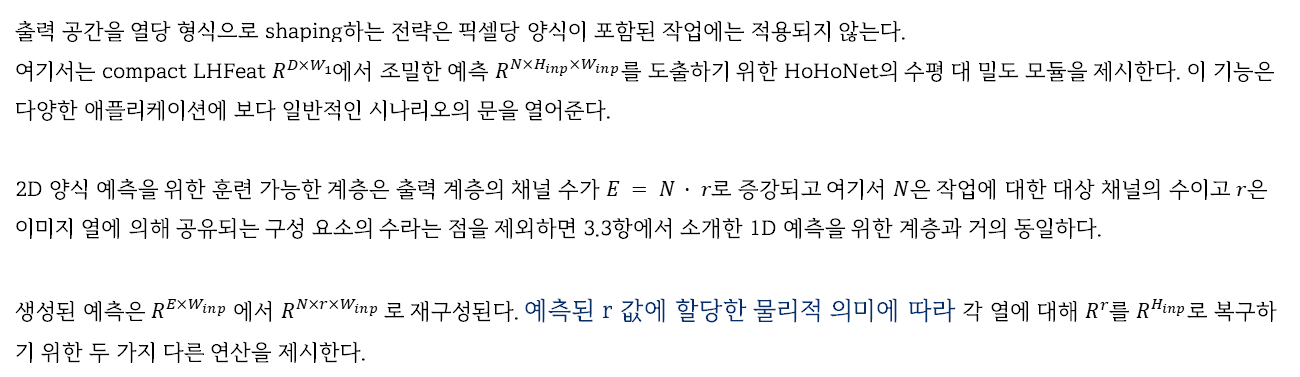 출력 공간을 열당 형식으로 shaping하는 전략은 픽셀당 양식이 포함된 작업에는 적용되지 않는다.
여기서는 compact LHFeat R^{D×W_1}에서 조밀한 예측 R^{N×H_{inp}×W_{inp}}를 도출하기 위한 HoHoNet의 수평 대 밀도 모듈을 제시한다. 이 기능은
다양한 애플리케이션에 보다 일반적인 시나리오의 문을 열어준다.
2D 양식 예측을 위한 훈련 가능한 계층은 출력 계층의 채널 수가 E = N · r로 증강되고 여기서 N은 작업에 대한 대상 채널의 수이고 r은
이미지 열에 의해 공유되는 구성 요소의 수라는 점을 제외하면 3.3항에서 소개한 1D 예측을 위한 계층과 거의 동일하다.
생성된 예측은 R^{E×W_{inp}} 에서 R^{N×r×W_{inp}} 로 재구성된다. 예측된 r 값에 할당한 물리적 의미에 따라 각 열에 대해 R^r를 R^{H_{inp}}로 복구하
기 위한 두 가지 다른 연산을 제시한다.